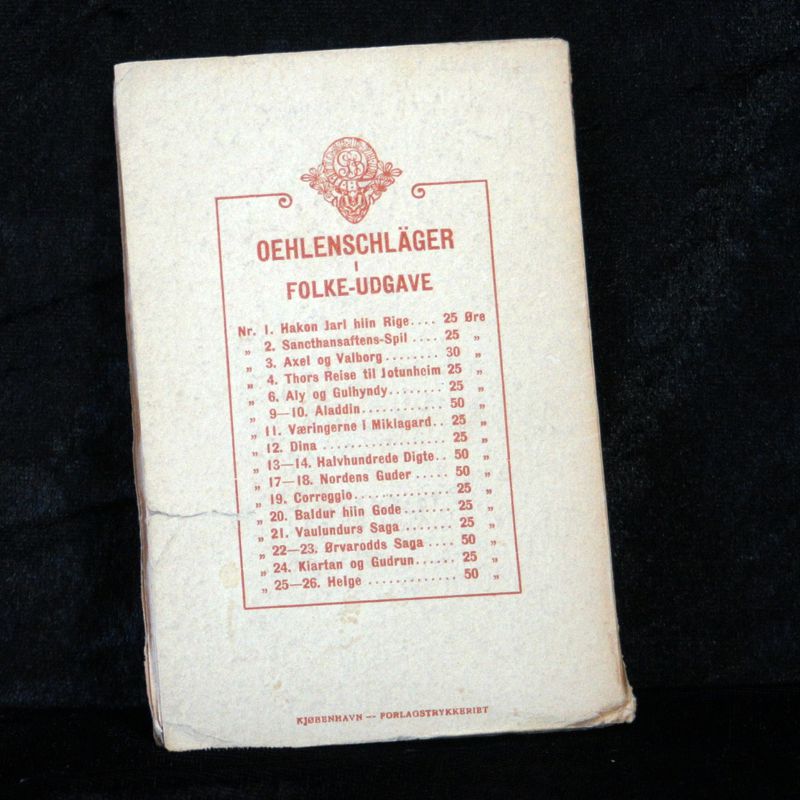 OEHLENSCHLÄGER
I
FOLKE-UDGAVE
Nr. 1. Hakon Jarl hiin Rige.... 25 Øre
„ 2. Sancthansaftens-Spil .... 25 „
„ 3. Axel og Valborg........ 30 „
„ 4. Thors Reise til Jotunheim 25 „
„ 6. Aly og Gulhyndy........ 25 „
„ 9—10. Aladdin............ 50 „
„ 11. Væringerne i Miklagard.. 25 „
„ 12. Dina .................. 25 „
„ 13—14. Halvhundrede Digte.. 50 „
„ 17—18. Nordens Guder ..... 50 „
„ 19. Correggio.............. 25 „
„ 20. Baldur hiin Gode....... 25 „
„ 21. Vaulundurs Saga ....... 25 „
„ 22—23. Ørvarodds Saga .... 50 „
„ 24. Kiartan og Gudrun...... 25 „
„ 25—26. Helge ............. 50 „
KJØBENHAVN — FORLAGSTRYKKERIET